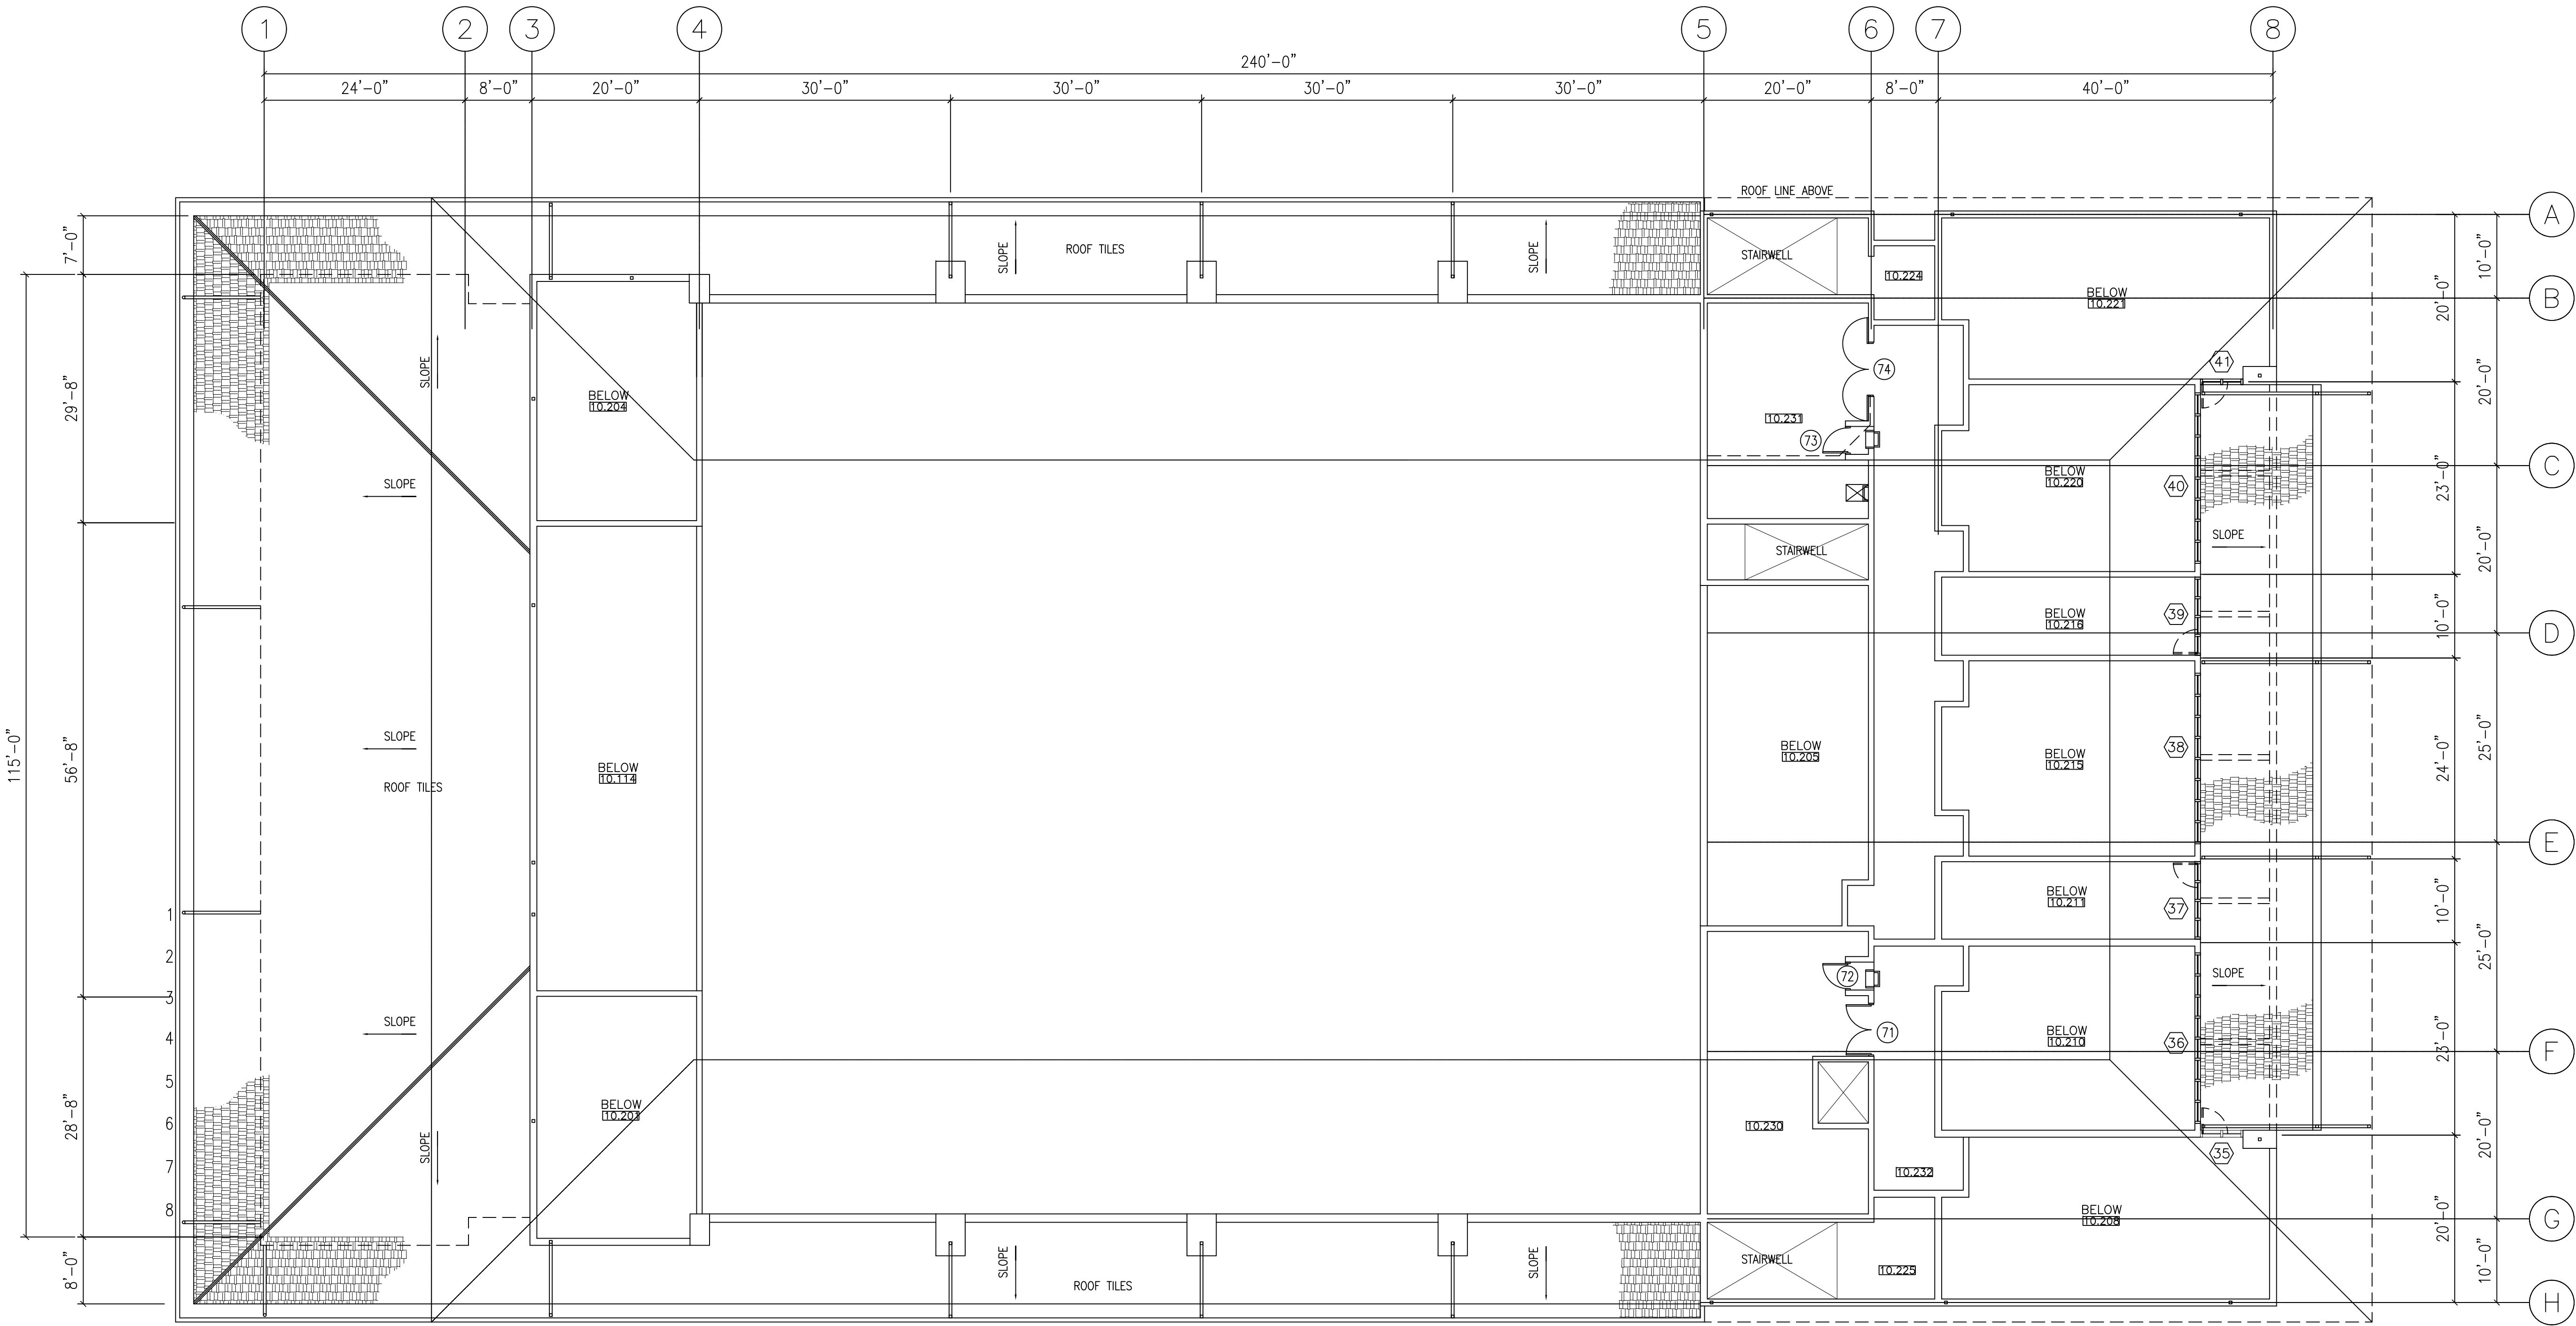 1 2 3 4 5 6 7 8
240'-0"
24'-0" 8'-0" 20'-0" 30'-0" 30'-0" 30'-0" 30'-0" 20'-0" 8'-0" 40'-0"
ROOF LINE ABOVE
A
7'-0"
ROOF TILES
SLOPE
SLOPE
STAIRWELL
10.224
10'-0"
20'-0"
BELOW
10.221
B
29'-8"
SLOPE
BELOW
10.204
74
41
20'-0"
10.231
73
C
SLOPE
BELOW
10.220
40
23'-0"
SLOPE
STAIRWELL
20'-0"
BELOW
10.216
39
10'-0"
D
115'-0"
56'-8"
SLOPE
ROOF TILES
BELOW
10.114
BELOW
10.205
BELOW
10.215
38
24'-0"
25'-0"
E
BELOW
10.211
37
10'-0"
25'-0"
1
2
3
4
5
6
7
8
SLOPE
72
71
SLOPE
BELOW
10.210
36
23'-0"
F
28'-8"
BELOW
10.201
SLOPE
10.230
10.232
35
20'-0"
20'-0"
BELOW
10.208
G
8'-0"
SLOPE
ROOF TILES
SLOPE
STAIRWELL
10.225
10'-0"
H